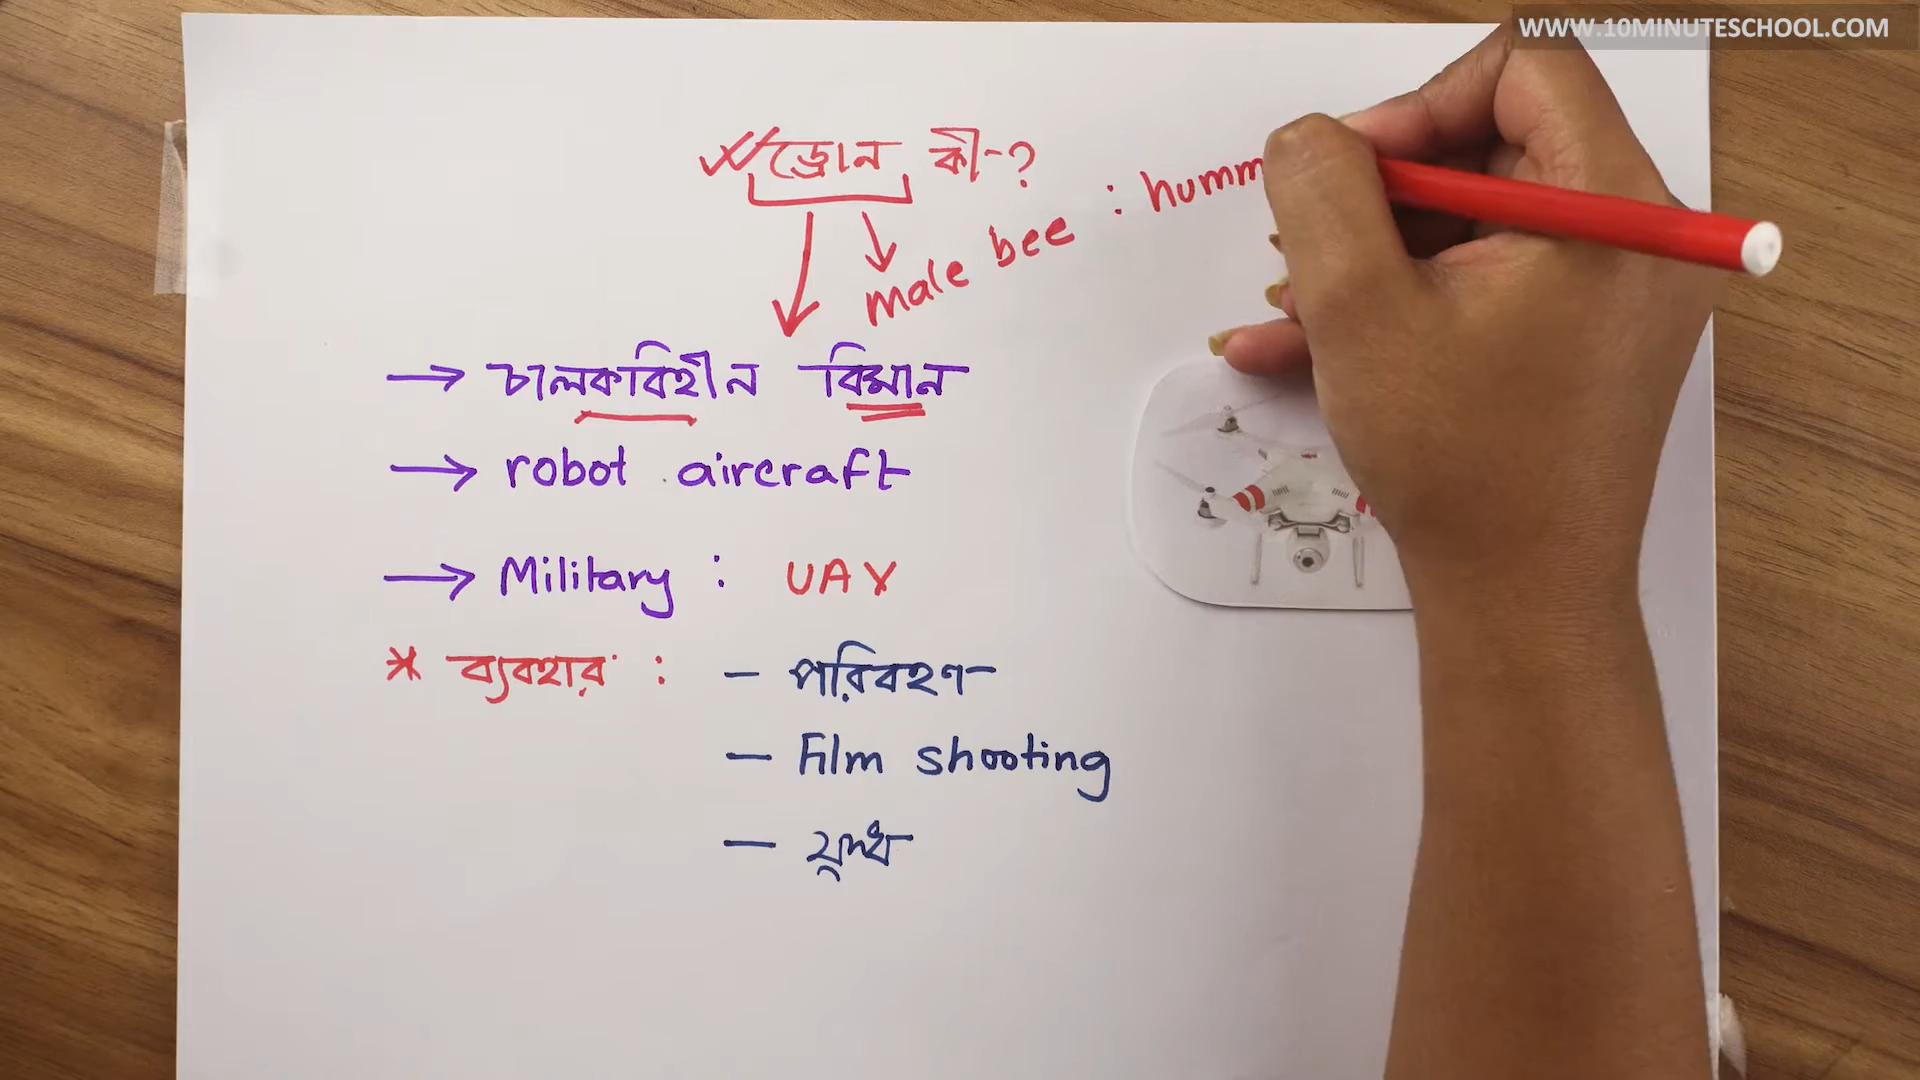 WWW.10MINUTESCHOOL.COM
ড্রোন কী-?
male bee : humm
→ চালকবিহীন বিমান
→ robot aircraft
→ Military : UAV
* ব্যবহার :
- পরিবহণ
- Film shooting
- যুদ্ধ